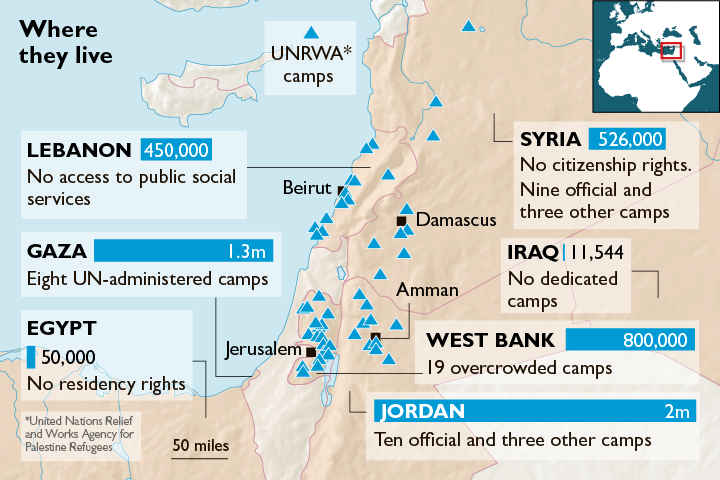 Where
they live
UNRWA*
camps
LEBANON 450,000
No access to public social
services
SYRIA 526,000
No citizenship rights.
Nine official and
three other camps
Beirut
Damascus
GAZA 1.3m
Eight UN-administered camps
IRAQ 11,544
No dedicated
camps
Amman
EGYPT
50,000
No residency rights
Jerusalem
WEST BANK 800,000
19 overcrowded camps
JORDAN 2m
Ten official and three other camps
*United Nations Relief
and Works Agency for
Palestine Refugees
50 miles